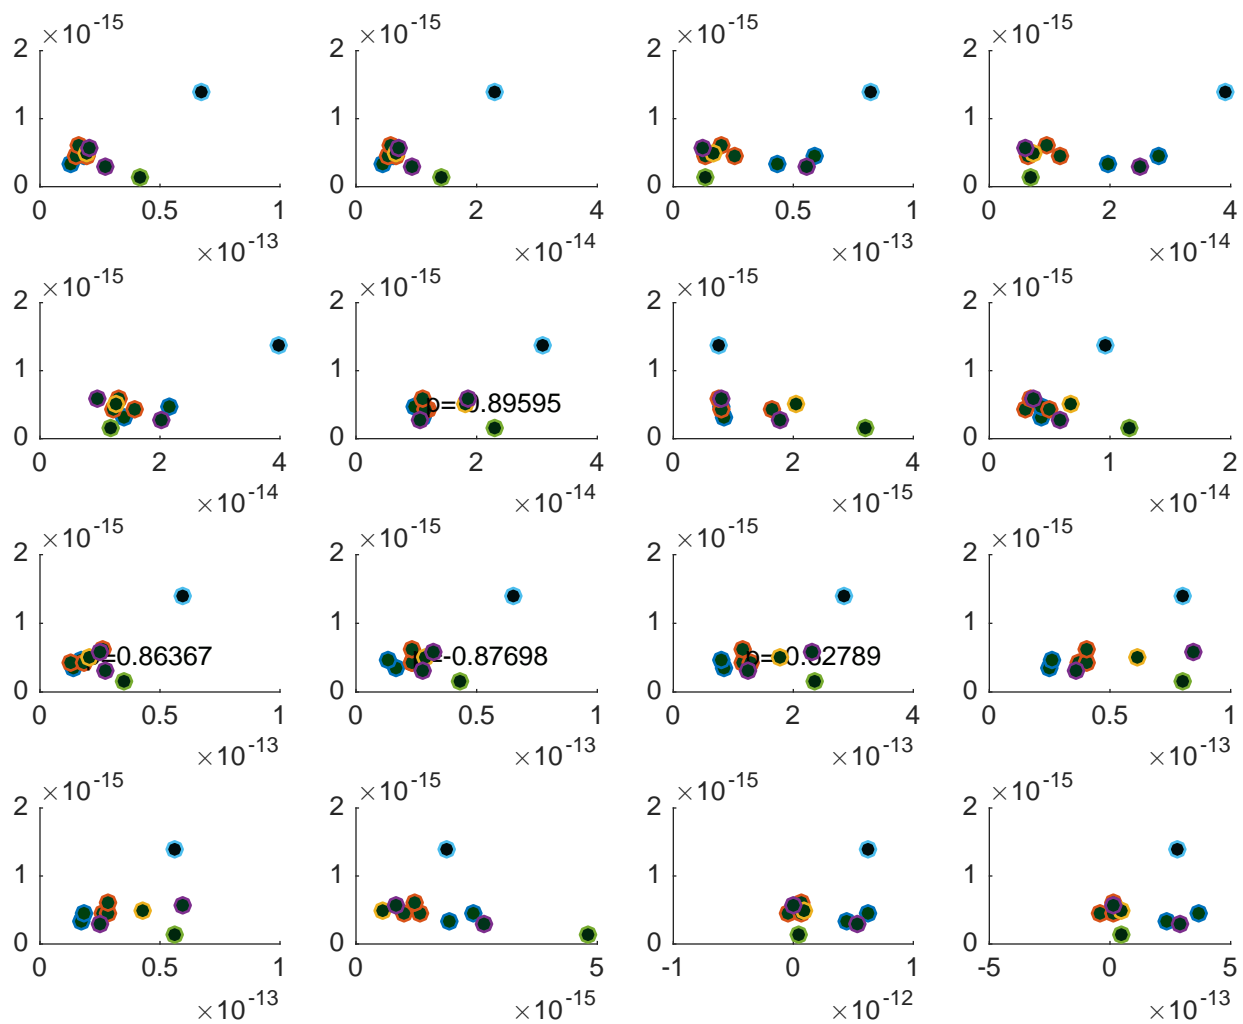 ×10-15 ×10-15 ×10-15 ×10-15
2 2 2 2
1 1 1 1
0 0 0 0
0 0.5 1 0 2 4 0 0.5 1 0 2 4
×10-13 ×10-14 ×10-13 ×10-14
×10-15 ×10-15 ×10-15 ×10-15
2 2 2 2
1 1 1 1
0.89595
0 0 0 0
0 2 4 0 2 4 0 2 4 0 1 2
×10-14 ×10-14 ×10-15 ×10-14
×10-15 ×10-15 ×10-15 ×10-15
2 2 2 2
1 1 1 1
=0.86367 -0.87698
0 0 0 0
0 0.5 1 0 0.5 1 0 2 4 0 0.5 1
×10-13 ×10-13 ×10-13 ×10-13
×10-15 ×10-15 ×10-15 ×10-15
2 2 2 2
1 1 1 1
0 0 0 0
0 0.5 1 0 5 -1 0 1 -5 0 5
×10-13 ×10-15 ×10-12 ×10-13